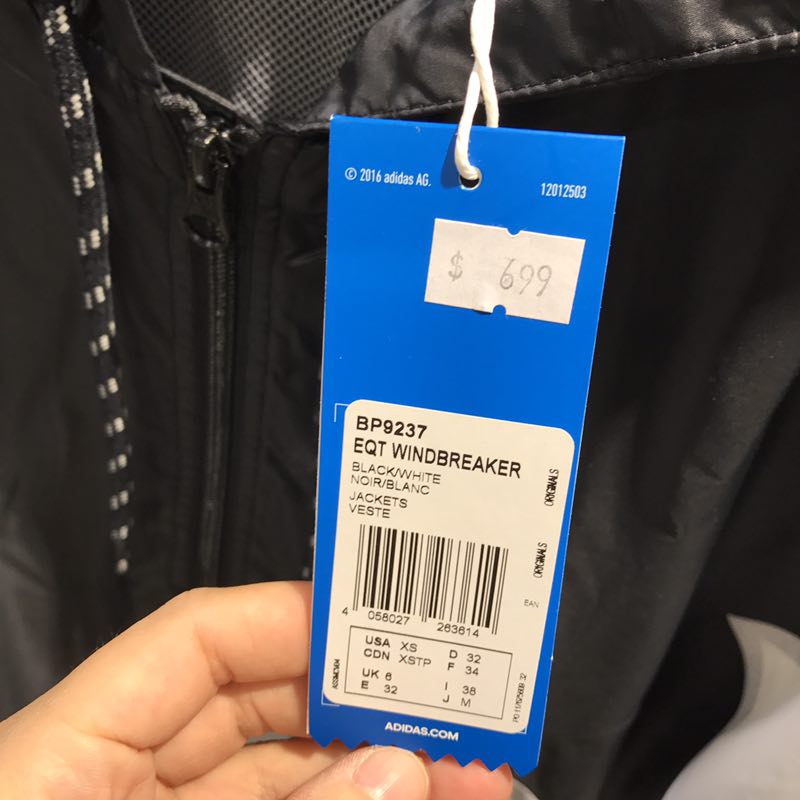 © 2016 adidas AG.
12012503
$ 699
BP9237
EQT WINDBREAKER
BLACK/WHITE
NOIR/BLANC
JACKETS
VESTE
ORIGINALS
ORIGINALS
EAN
4 058027 263614
USA XS D 32
CDN XSTP F 34
UK 6 I 38
E 32 J M
ADIDAS.COM